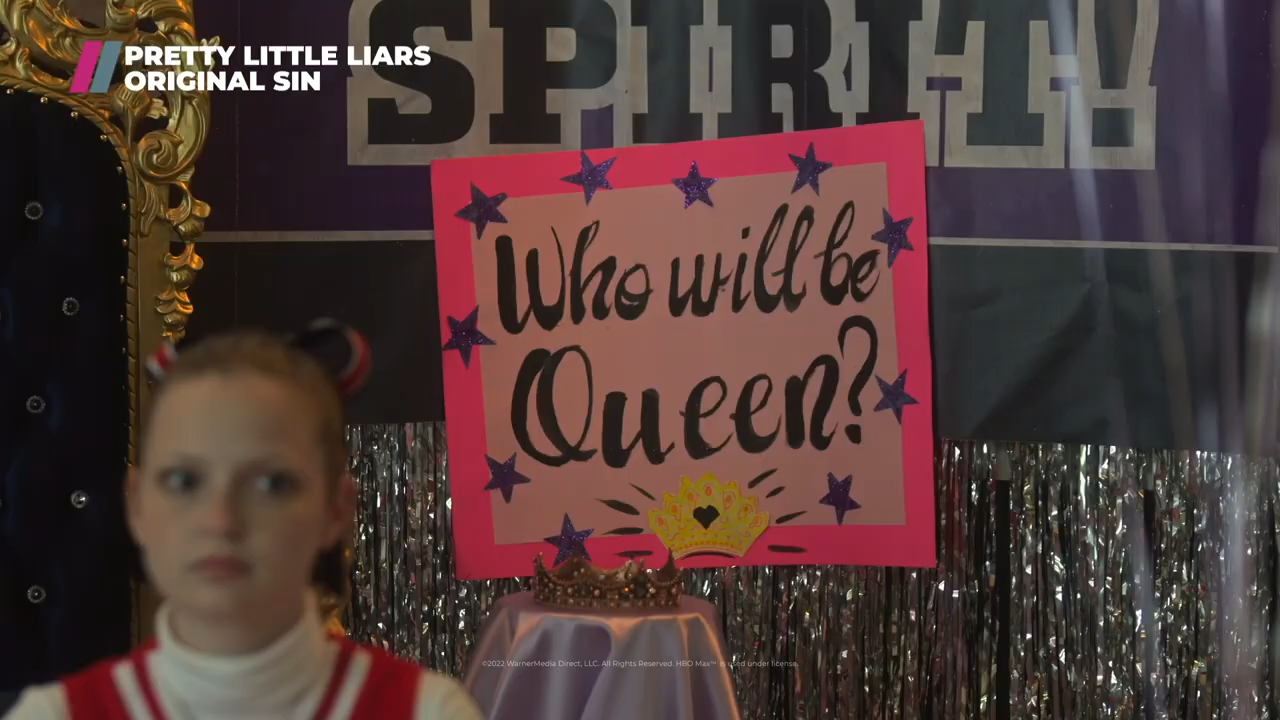 SPIRIT!
PRETTY LITTLE LIARS
ORIGINAL SIN
Who will be
Queen?
©2022 WarnerMedia Direct, LLC. All Rights Reserved. HBO Max™ is used under license.